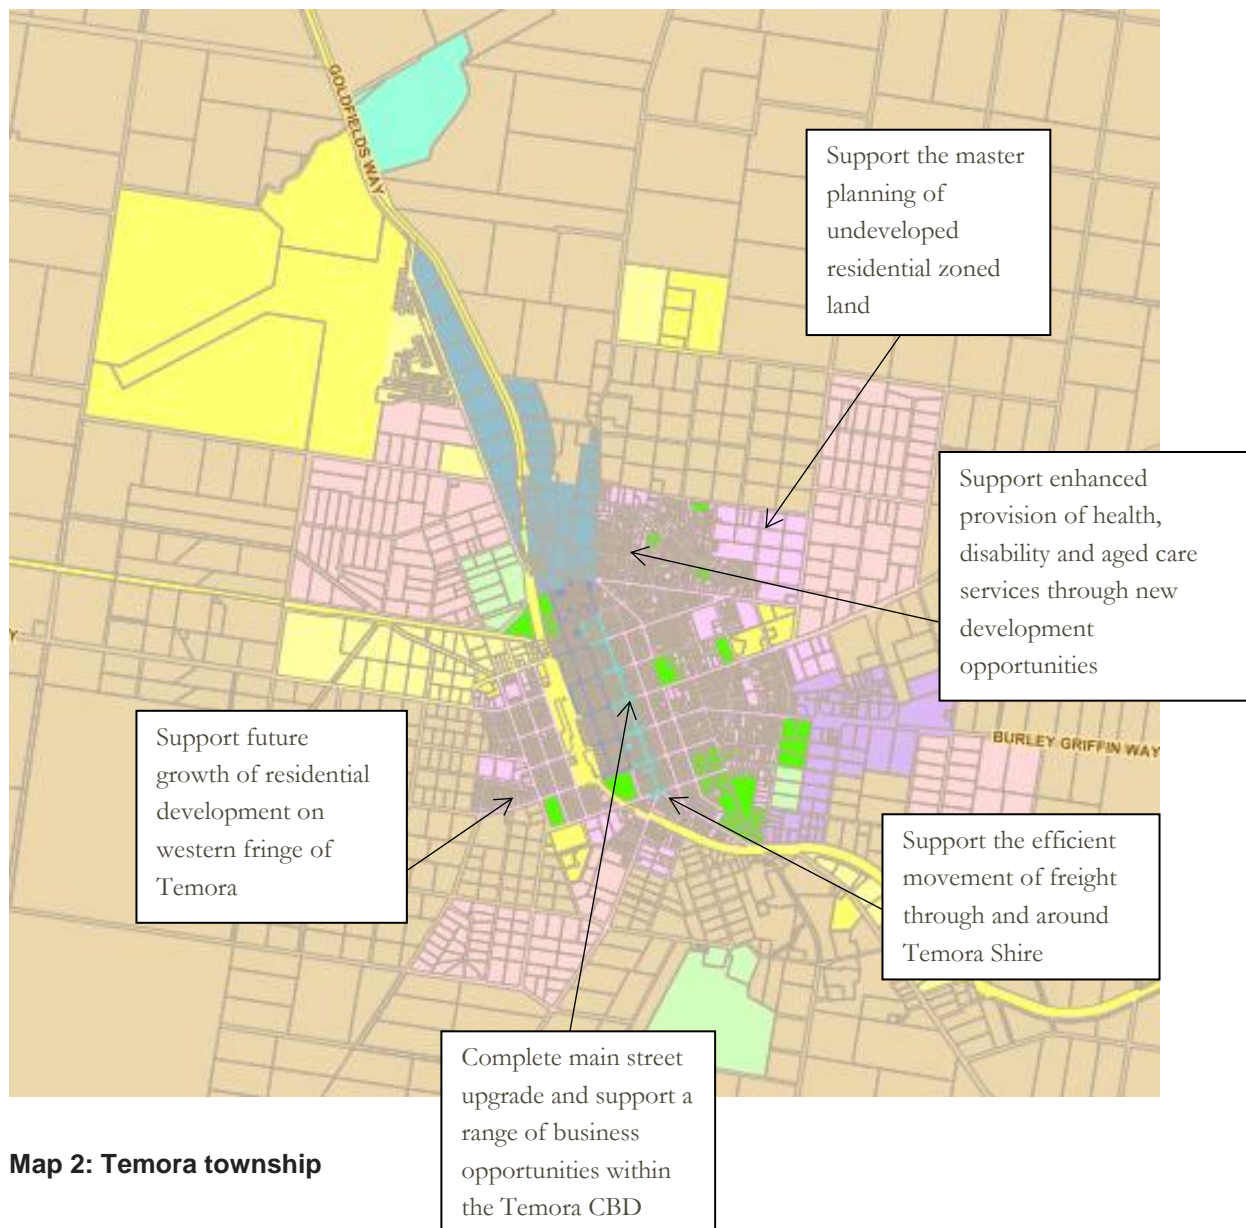 GOLDFIELDS WAY
Support the master
planning of
undeveloped
residential zoned
land
Support enhanced
provision of health,
disability and aged care
services through new
development
opportunities
Support future
growth of residential
development on
western fringe of
Temora
BURLEY GRIFFIN WAY
Support the efficient
movement of freight
through and around
Temora Shire
Complete main street
upgrade and support a
range of business
opportunities within
the Temora CBD
Map 2: Temora township